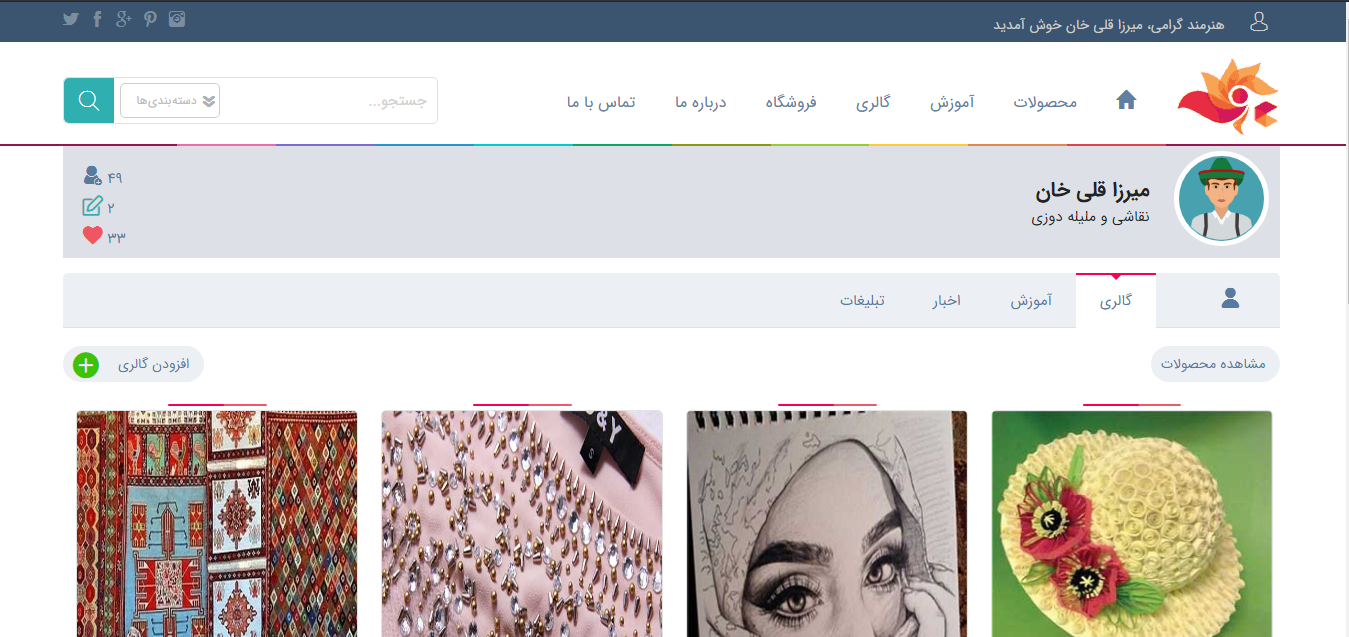 هنرمند گرامی، میرزا قلی خان خوش آمدید
محصولات آموزش گالری فروشگاه درباره ما تماس با ما
جستجو... دسته‌بندی‌ها
میرزا قلی خان
نقاشی و ملیله دوزی
۴۹
۲
۳۳
گالری آموزش اخبار تبلیغات
مشاهده محصولات افزودن گالری